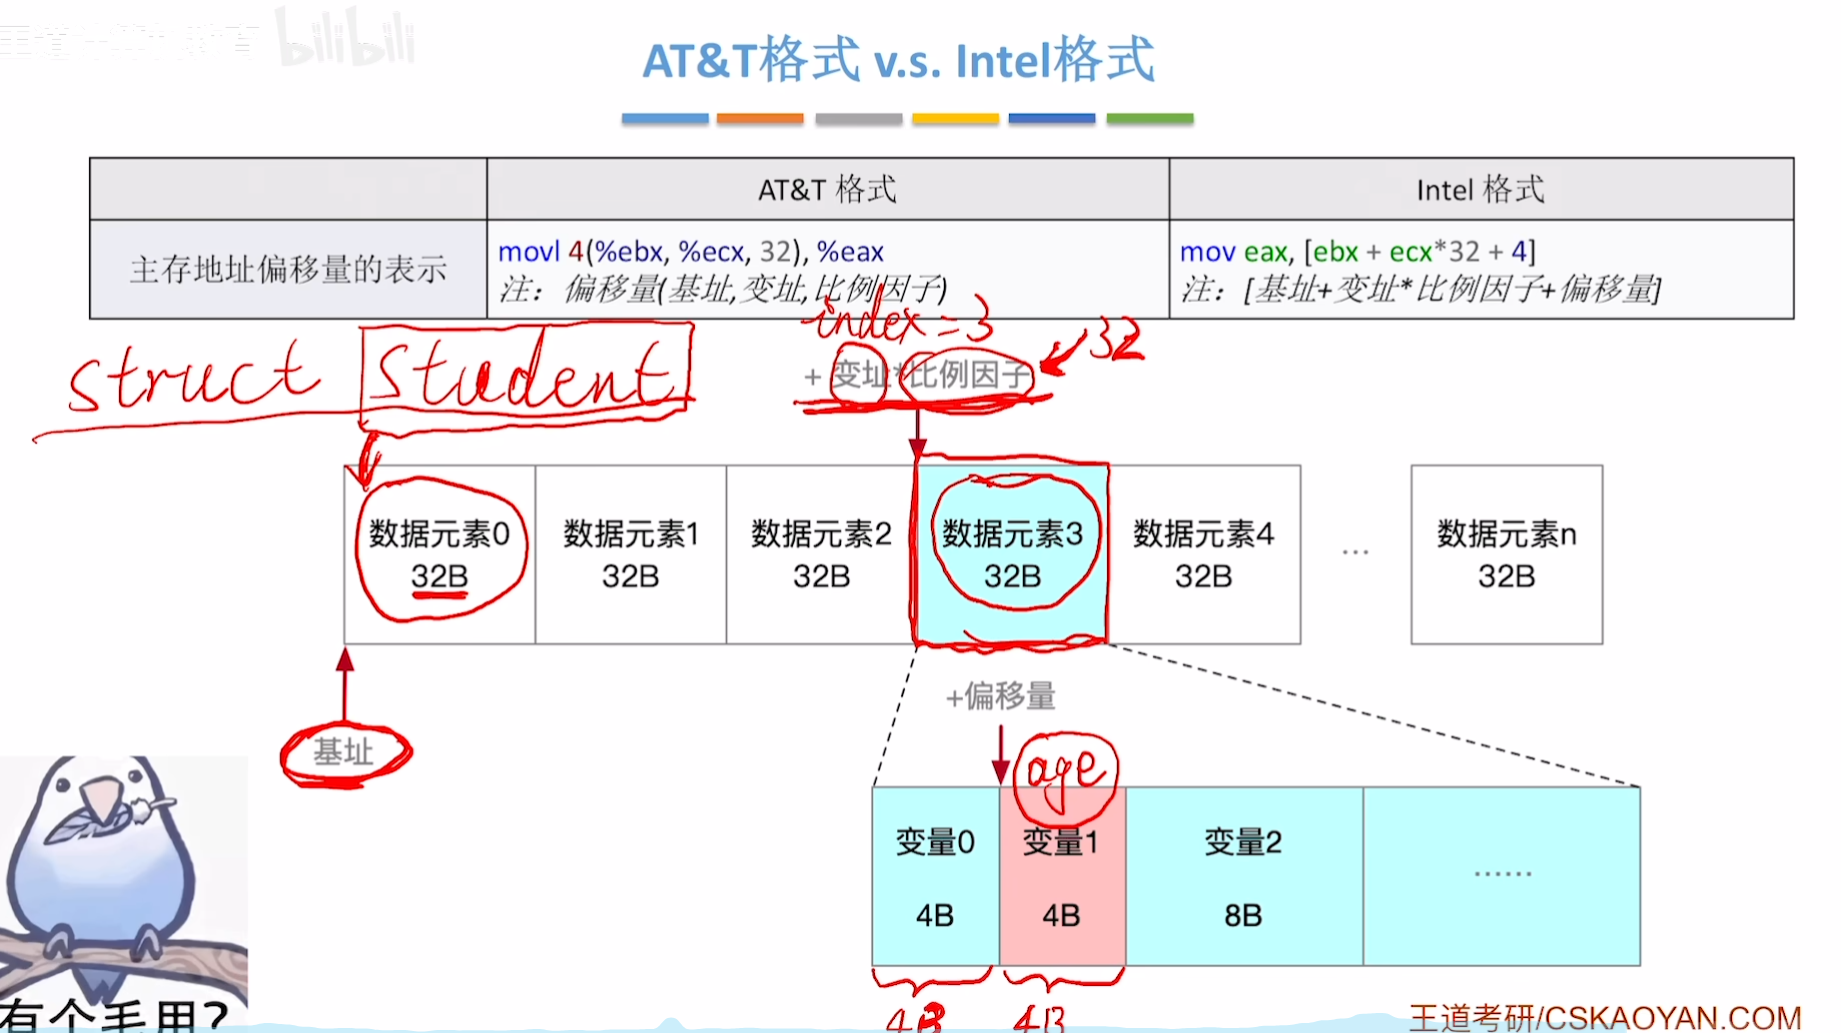 bilibili
AT&T格式 v.s. Intel格式
AT&T 格式
Intel 格式
主存地址偏移量的表示
movl 4(%ebx, %ecx, 32), %eax
注：偏移量(基址,变址,比例因子)
mov eax, [ebx + ecx*32 + 4]
注：[基址+变址*比例因子+偏移量]
index = 3
32
struct Student
+ 变址*比例因子
数据元素0
32B
数据元素1
32B
数据元素2
32B
数据元素3
32B
数据元素4
32B
...
数据元素n
32B
+偏移量
基址
age
变量0
4B
变量1
4B
变量2
8B
......
4B
4B
有个毛用?
王道考研/CSKAOYAN.COM